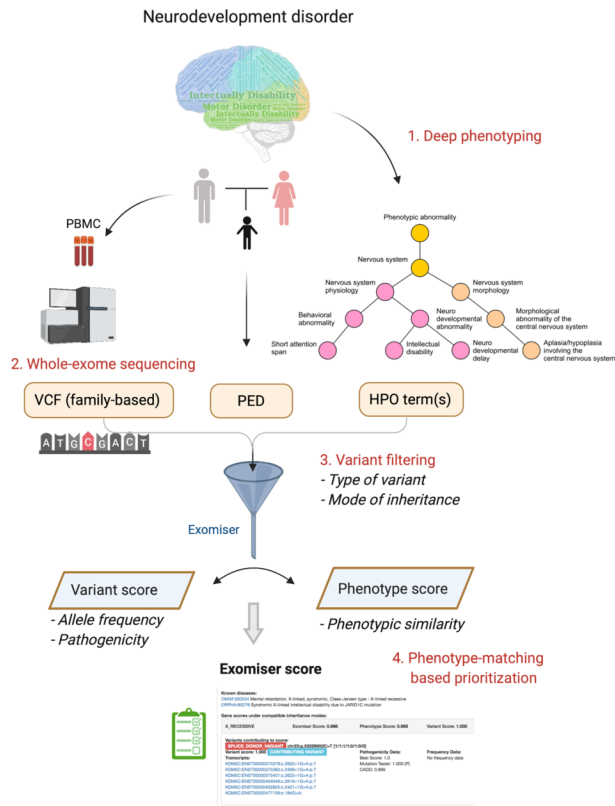 Neurodevelopment disorder
Intectually Disability
Motor Disorder
Intectually Disability
Motor Disorder
1. Deep phenotyping
PBMC
Phenotypic abnormality
Nervous system
Nervous system
physiology
Nervous system
morphology
Behavioral
abnormality
Neuro
developmental
abnormality
Morphological
abnormality of the
central nervous system
Short attention
span
Intellectual
disability
Neuro
developmental
delay
Aplasia/hypoplasia
involving the
central nervous system
2. Whole-exome sequencing
VCF (family-based)
PED
HPO term(s)
A T G C G A C T
3. Variant filtering
- Type of variant
- Mode of inheritance
Exomiser
Variant score
- Allele frequency
- Pathogenicity
Phenotype score
- Phenotypic similarity
4. Phenotype-matching
based prioritization
Exomiser score
Known diseases:
Mental retardation, X-linked, syndromic, Claes-Jensen type - X-linked recessive
Syndromic X-linked intellectual disability due to JARID1C mutation
Gene scores under compatible inheritance modes:
X_RECESSIVE Exomiser Score: 0.996 Phenotype Score: 0.995 Variant Score: 1.000
Variants contributing to score:
SPLICE_DONOR_VARIANT
Variant score: 1.000 CONTRIBUTING VARIANT Pathogenicity Data: Frequency Data:
Transcripts: Best Score: 1.0 No frequency data
Mutation Taster: 1.000 (P)
CADD: 0.998